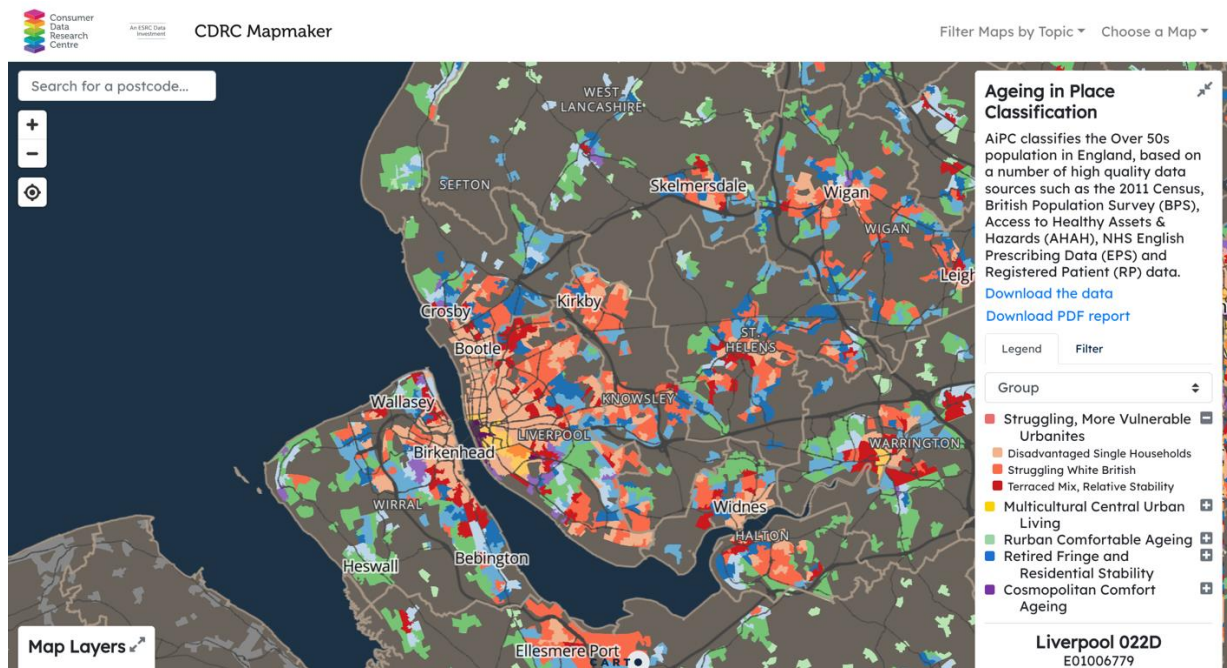 Consumer
Data
Research
Centre
An ESRC Data
Investment
CDRC Mapmaker
Filter Maps by Topic
Choose a Map
Search for a postcode...
+
−
WEST
LANCASHIRE
SEFTON
Skelmersdale
Wigan
WIGAN
Leigh
Crosby
Kirkby
Bootle
ST.
HELENS
Wallasey
KNOWSLEY
LIVERPOOL
WARRINGTON
Birkenhead
WIRRAL
Widnes
HALTON
Bebington
Heswall
Ellesmere Port
CARTO
Map Layers
Ageing in Place
Classification
AiPC classifies the Over 50s
population in England, based on
a number of high quality data
sources such as the 2011 Census,
British Population Survey (BPS),
Access to Healthy Assets &
Hazards (AHAH), NHS English
Prescribing Data (EPS) and
Registered Patient (RP) data.
Download the data
Download PDF report
Legend
Filter
Group
Struggling, More Vulnerable
Urbanites
Disadvantaged Single Households
Struggling White British
Terraced Mix, Relative Stability
Multicultural Central Urban
Living
Rurban Comfortable Ageing
Retired Fringe and
Residential Stability
Cosmopolitan Comfort
Ageing
Liverpool 022D
E01006779